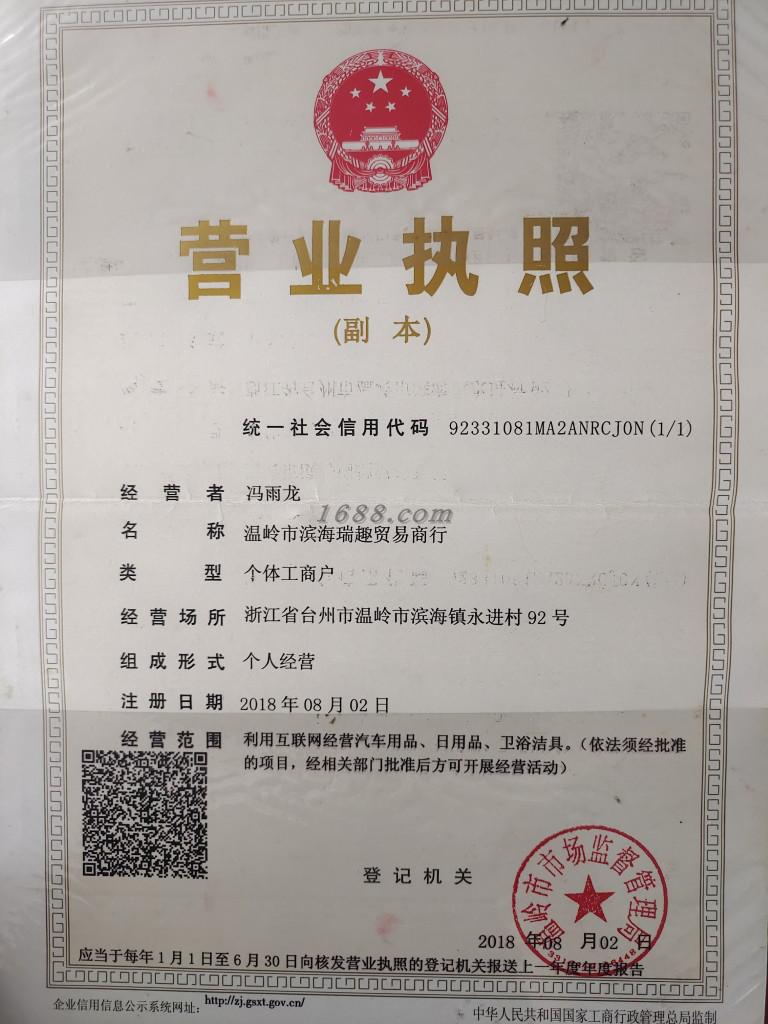 营业执照
(副 本)
统一社会信用代码 92331081MA2ANRCJ0N(1/1)
经营者 冯雨龙
1688.com
名称 温岭市滨海瑞趣贸易商行
类型 个体工商户
经营场所 浙江省台州市温岭市滨海镇永进村92号
组成形式 个人经营
注册日期 2018年08月02日
经营范围 利用互联网经营汽车用品、日用品、卫浴洁具。(依法须经批准
的项目，经相关部门批准后方可开展经营活动)
登记机关
温岭市市场监督管理局
2018 年08 月02 日
应当于每年1月1日至6月30日向核发营业执照的登记机关报送上一年度年度报告
企业信用信息公示系统网址: http://zj.gsxt.gov.cn/
中华人民共和国国家工商行政管理总局监制